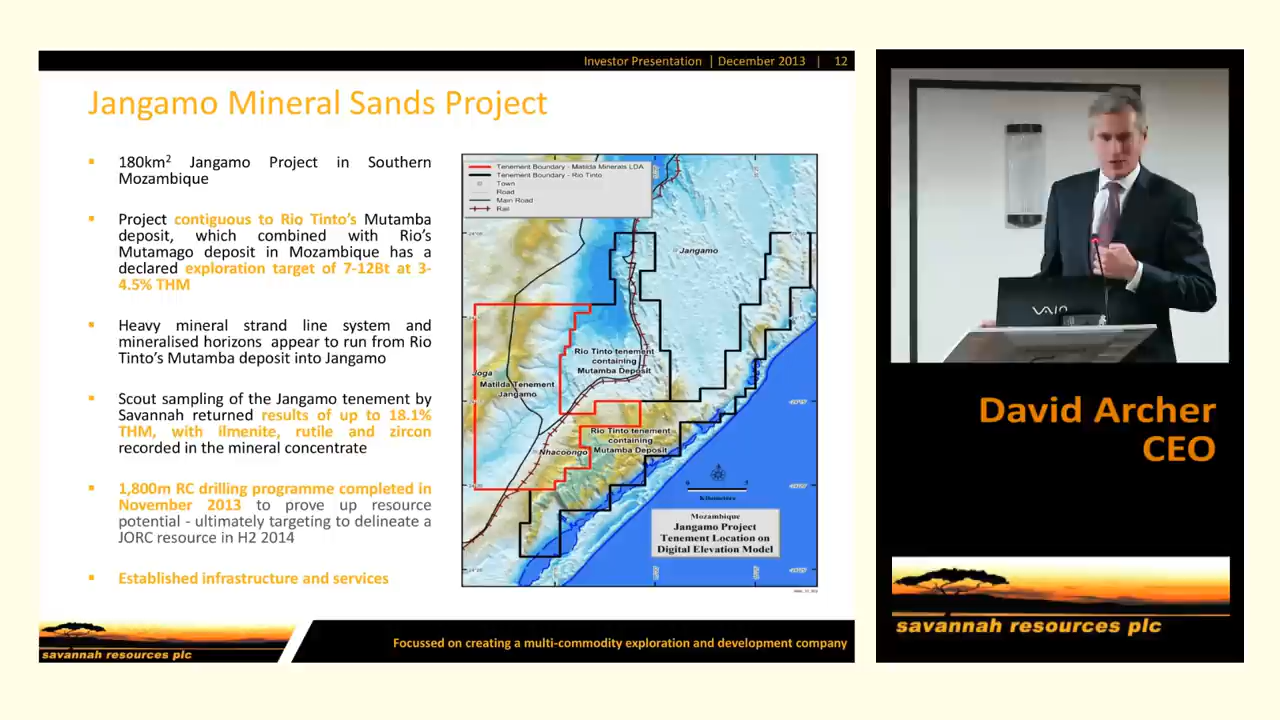 Investor Presentation | December 2013 | 12
Jangamo Mineral Sands Project
180km² Jangamo Project in Southern
Mozambique
Project contiguous to Rio Tinto's Mutamba
deposit, which combined with Rio's
Mutamago deposit in Mozambique has a
declared exploration target of 7-12Bt at 3-
4.5% THM
Heavy mineral strand line system and
mineralised horizons appear to run from Rio
Tinto's Mutamba deposit into Jangamo
Scout sampling of the Jangamo tenement by
Savannah returned results of up to 18.1%
THM, with ilmenite, rutile and zircon
recorded in the mineral concentrate
1,800m RC drilling programme completed in
November 2013 to prove up resource
potential - ultimately targeting to delineate a
JORC resource in H2 2014
Established infrastructure and services
Tenement Boundary - Matilda Minerals LDA
Tenement Boundary - Rio Tinto
Town
Road
Main Road
Rail
Jangamo
Rio Tinto tenement
containing
Mutamba Deposit
Joga
Matilda Tenement
Jangamo
Rio Tinto tenement
containing
Mutamba Deposit
Nhacoongo
Kilometers
Mozambique
Jangamo Project
Tenement Location on
Digital Elevation Model
savannah resources plc
Focussed on creating a multi-commodity exploration and development company
VAIO
David Archer
CEO
savannah resources plc